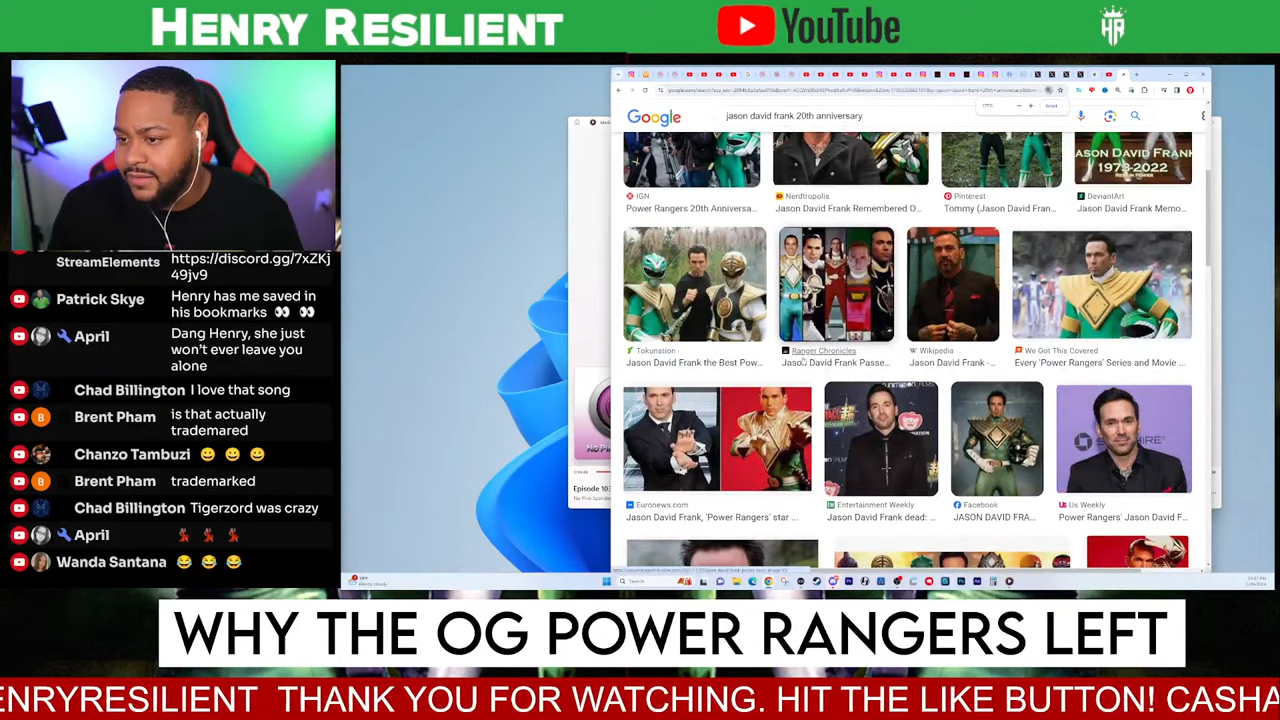 HENRY RESILIENT
YouTube
HR
StreamElements
https://discord.gg/7xZKj
49jv9
Patrick Skye
Henry has me saved in
his bookmarks 👀 👀
April
Dang Henry, she just
won't ever leave you
alone
Chad Billington
I love that song
Brent Pham
is that actually
trademared
Chanzo Tambuzi
😀 😀 😀
Brent Pham
trademarked
Chad Billington
Tigerzord was crazy
April
💃 💃 💃
Wanda Santana
😂 😂 😂
Google
jason david frank 20th anniversary
175%
Reset
JASON DAVID FRANK
1973-2022
IGN
Power Rangers 20th Anniversa...
Nerdtropolis
Jason David Frank Remembered O...
Pinterest
Tommy (Jason David Fran...
DeviantArt
Jason David Frank Memo...
Tokunation
Jason David Frank the Best Pow...
Ranger Chronicles
Jason David Frank Passe...
Wikipedia
Jason David Frank -...
We Got This Covered
Every 'Power Rangers' Series and Movie ...
Euronews.com
Jason David Frank, 'Power Rangers' star ...
Entertainment Weekly
Jason David Frank dead: ...
Facebook
JASON DAVID FRA...
Us Weekly
Power Rangers' Jason David F...
Episode 10
Search
WHY THE OG POWER RANGERS LEFT
ENRYRESILIENT THANK YOU FOR WATCHING. HIT THE LIKE BUTTON! CASHA